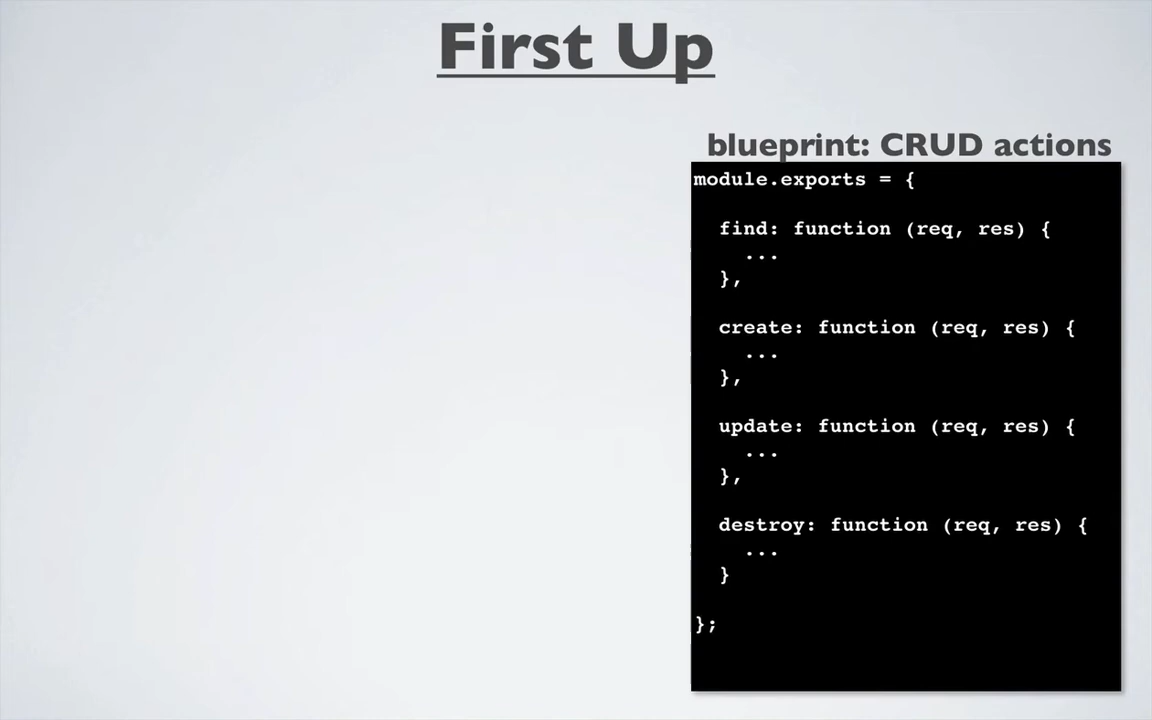 First Up
blueprint: CRUD actions
module.exports = {
find: function (req, res) {
...
},
create: function (req, res) {
...
},
update: function (req, res) {
...
},
destroy: function (req, res) {
...
}
};